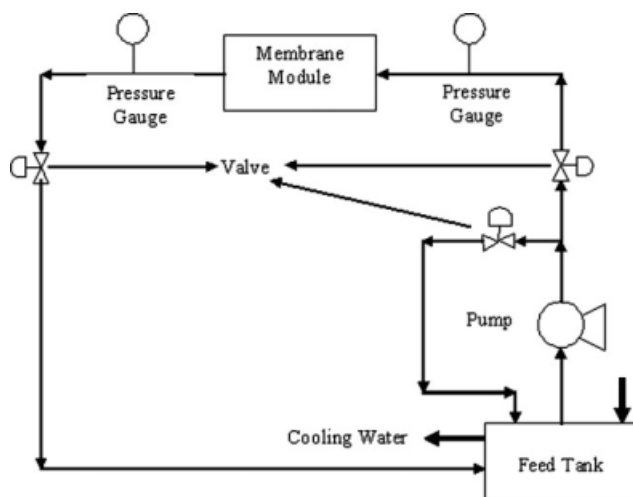 Membrane
Module
Pressure
Gauge
Pressure
Gauge
Valve
Pump
Cooling Water
Feed Tank